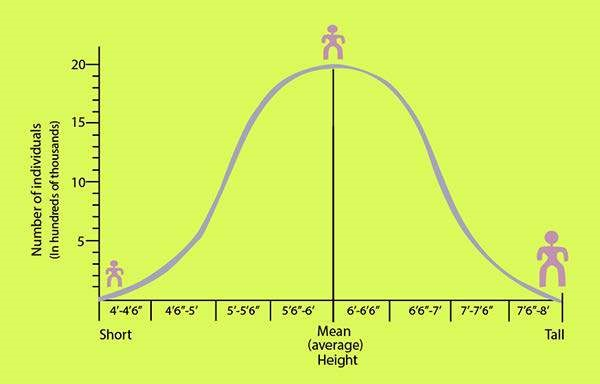 Number of individuals
(In hundreds of thousands)
20
15
10
5
4’-4’6”
4’6”-5’
5’-5’6”
5’6”-6’
6’-6’6”
6’6”-7’
7’-7’6”
7’6”-8’
Short
Mean
(average)
Height
Tall